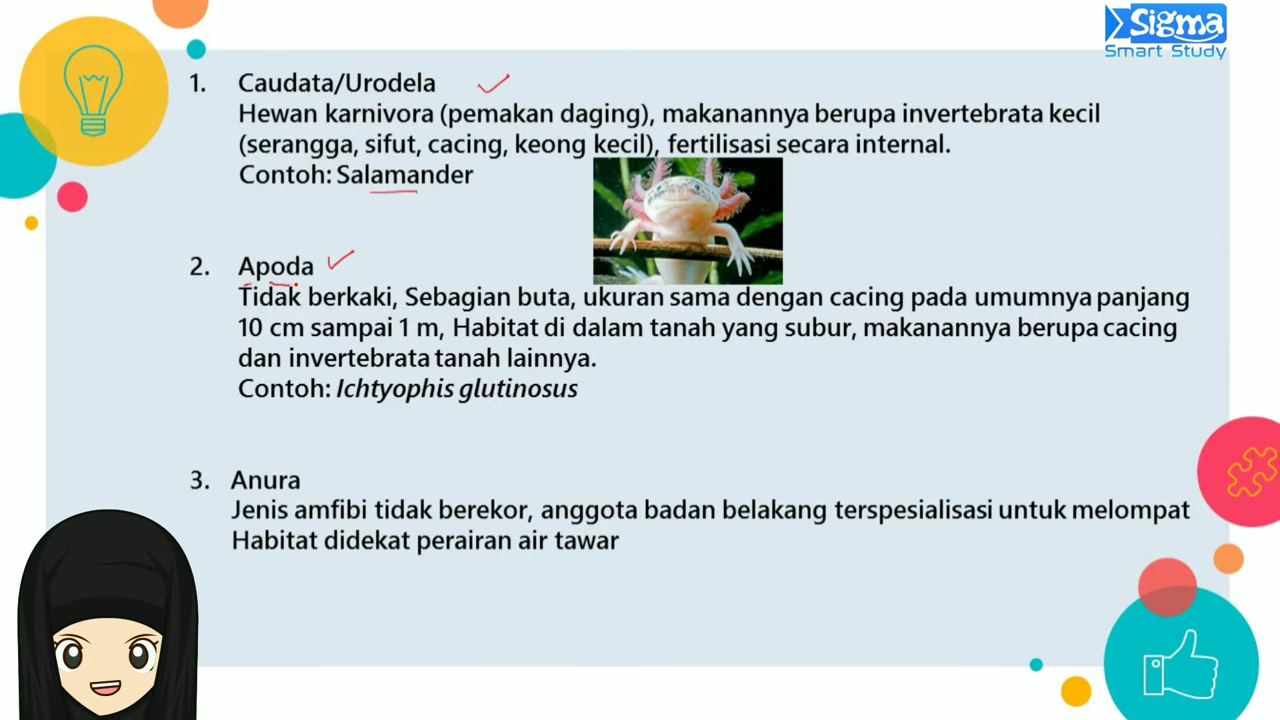 Sigma
Smart Study
1. Caudata/Urodela
Hewan karnivora (pemakan daging), makanannya berupa invertebrata kecil
(serangga, sifut, cacing, keong kecil), fertilisasi secara internal.
Contoh: Salamander
2. Apoda
Tidak berkaki, Sebagian buta, ukuran sama dengan cacing pada umumnya panjang
10 cm sampai 1 m, Habitat di dalam tanah yang subur, makanannya berupa cacing
dan invertebrata tanah lainnya.
Contoh: Ichtyophis glutinosus
3. Anura
Jenis amfibi tidak berekor, anggota badan belakang terspesialisasi untuk melompat
Habitat didekat perairan air tawar